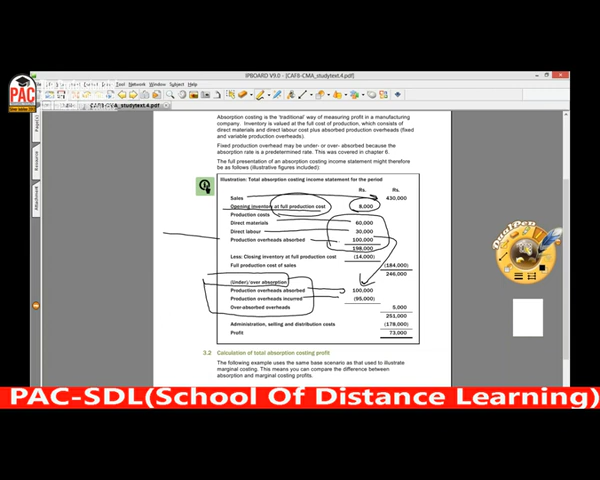 IPBOARD V9.0 - [CAF8-CMA_studytext.4.pdf]
PAC
Tool Network Window Support Help
CAF8-CMA_studytext.4.pdf
Absorption costing is the 'traditional' way of measuring profit in a manufacturing
company. Inventory is valued at the full cost of production, which consists of
direct materials and direct labour cost plus absorbed production overheads (fixed
and variable production overheads).
Fixed production overhead may be under- or over- absorbed because the
absorption rate is a predetermined rate. This was covered in chapter 6.
The full presentation of an absorption costing income statement might therefore
be as follows (illustrative figures included)
Illustration: Total absorption costing income statement for the period
Rs. Rs.
Sales 430,000
Opening inventory at full production cost 8,000
Production costs
Direct materials 60,000
Direct labour 30,000
Production overheads absorbed 100,000
198,000
Less: Closing inventory at full production cost (14,000)
Full production cost of sales (184,000)
246,000
(Under)/over absorption
Production overheads absorbed 100,000
Production overheads incurred (95,000)
Over-absorbed overheads 5,000
251,000
Administration, selling and distribution costs (178,000)
Profit 73,000
3.2 Calculation of total absorption costing profit
The following example uses the same base scenario as that used to illustrate
marginal costing. This means you can compare the difference between
absorption and marginal costing profits.
DualPen
PAC-SDL(School Of Distance Learning)